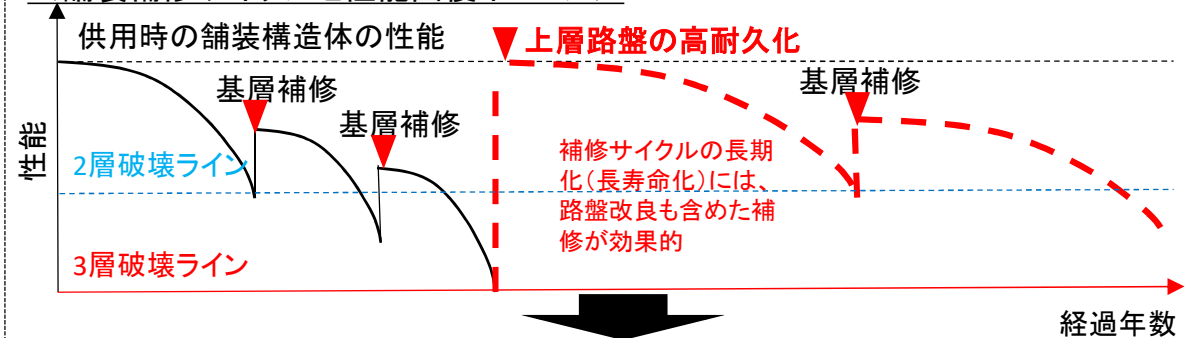 供用時の舗装構造体の性能
上層路盤の高耐久化
基層補修
基層補修
基層補修
性能
2層破壊ライン
補修サイクルの長期
化(長寿命化)には、
路盤改良も含めた補
修が効果的
3層破壊ライン
経過年数